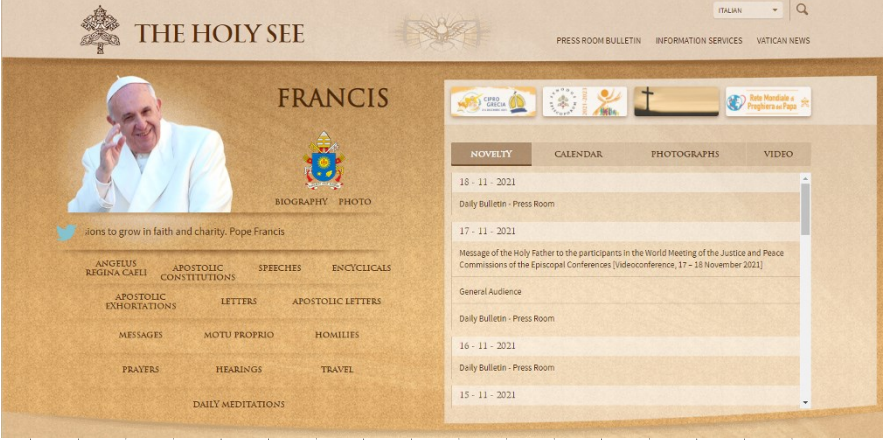 ITALIAN
THE HOLY SEE
PRESS ROOM BULLETIN INFORMATION SERVICES VATICAN NEWS
FRANCIS
BIOGRAPHY PHOTO
ions to grow in faith and charity. Pope Francis
ANGELUS
REGINA CAELI
APOSTOLIC
CONSTITUTIONS
SPEECHES
ENCYCLICALS
APOSTOLIC
EXHORTATIONS
LETTERS
APOSTOLIC LETTERS
MESSAGES
MOTU PROPRIO
HOMILIES
PRAYERS
HEARINGS
TRAVEL
DAILY MEDITATIONS
CIPRO
GRECIA
Rete Mondiale di
Preghiera del Papa
NOVELTY CALENDAR PHOTOGRAPHS VIDEO
18 - 11 - 2021
Daily Bulletin - Press Room
17 - 11 - 2021
Message of the Holy Father to the participants in the World Meeting of the Justice and Peace
Commissions of the Episcopal Conferences [Videoconference, 17 – 18 November 2021]
General Audience
Daily Bulletin - Press Room
16 - 11 - 2021
Daily Bulletin - Press Room
15 - 11 - 2021